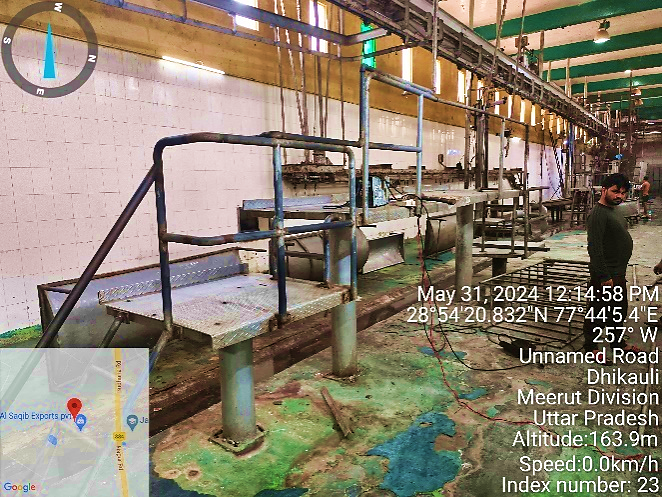 W
S
N
E
May 31, 2024 12:14:58 PM
28°54'20.832"N 77°44'5.4"E
257° W
Unnamed Road
Dhikauli
Meerut Division
Uttar Pradesh
Altitude:163.9m
Speed:0.0km/h
Index number: 23
Al Saqib Exports pvt
Ja
Google